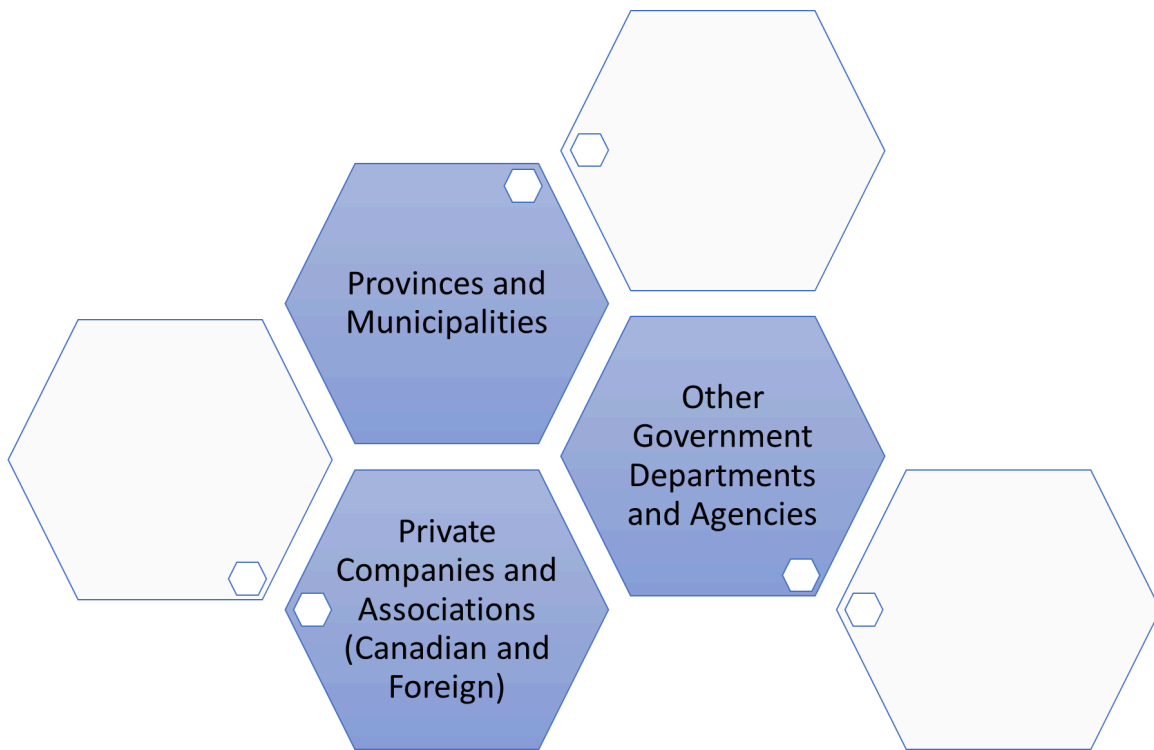 Provinces and
Municipalities
Other
Government
Departments
and Agencies
Private
Companies and
Associations
(Canadian and
Foreign)